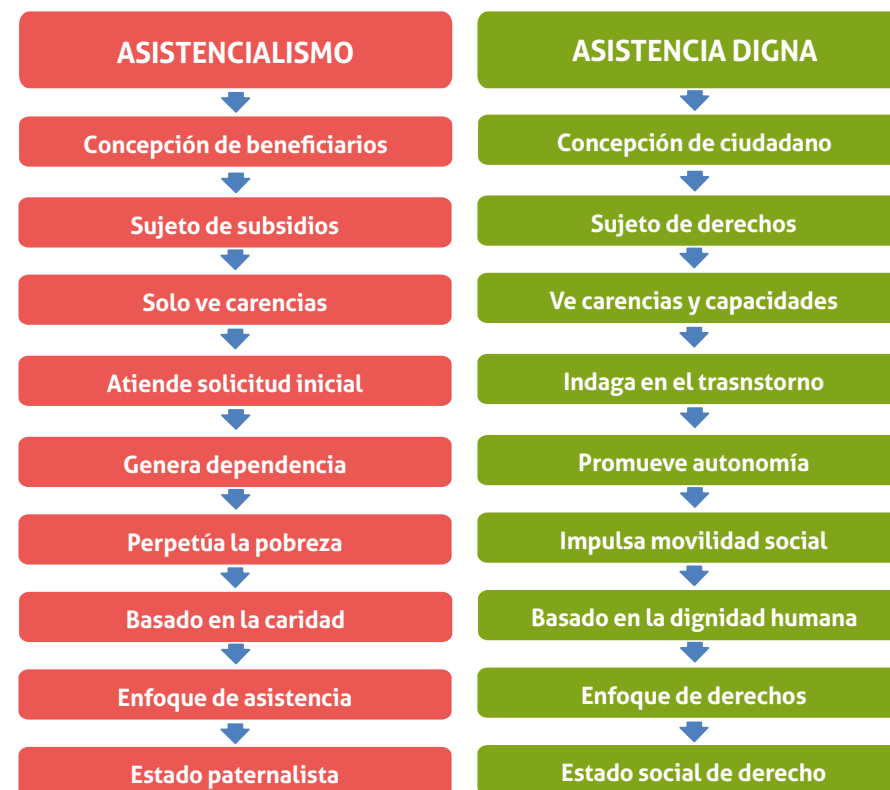 ASISTENCIALISMO
Concepción de beneficiarios
Sujeto de subsidios
Solo ve carencias
Atiende solicitud inicial
Genera dependencia
Perpetúa la pobreza
Basado en la caridad
Enfoque de asistencia
Estado paternalista
ASISTENCIA DIGNA
Concepción de ciudadano
Sujeto de derechos
Ve carencias y capacidades
Indaga en el trasnstorno
Promueve autonomía
Impulsa movilidad social
Basado en la dignidad humana
Enfoque de derechos
Estado social de derecho